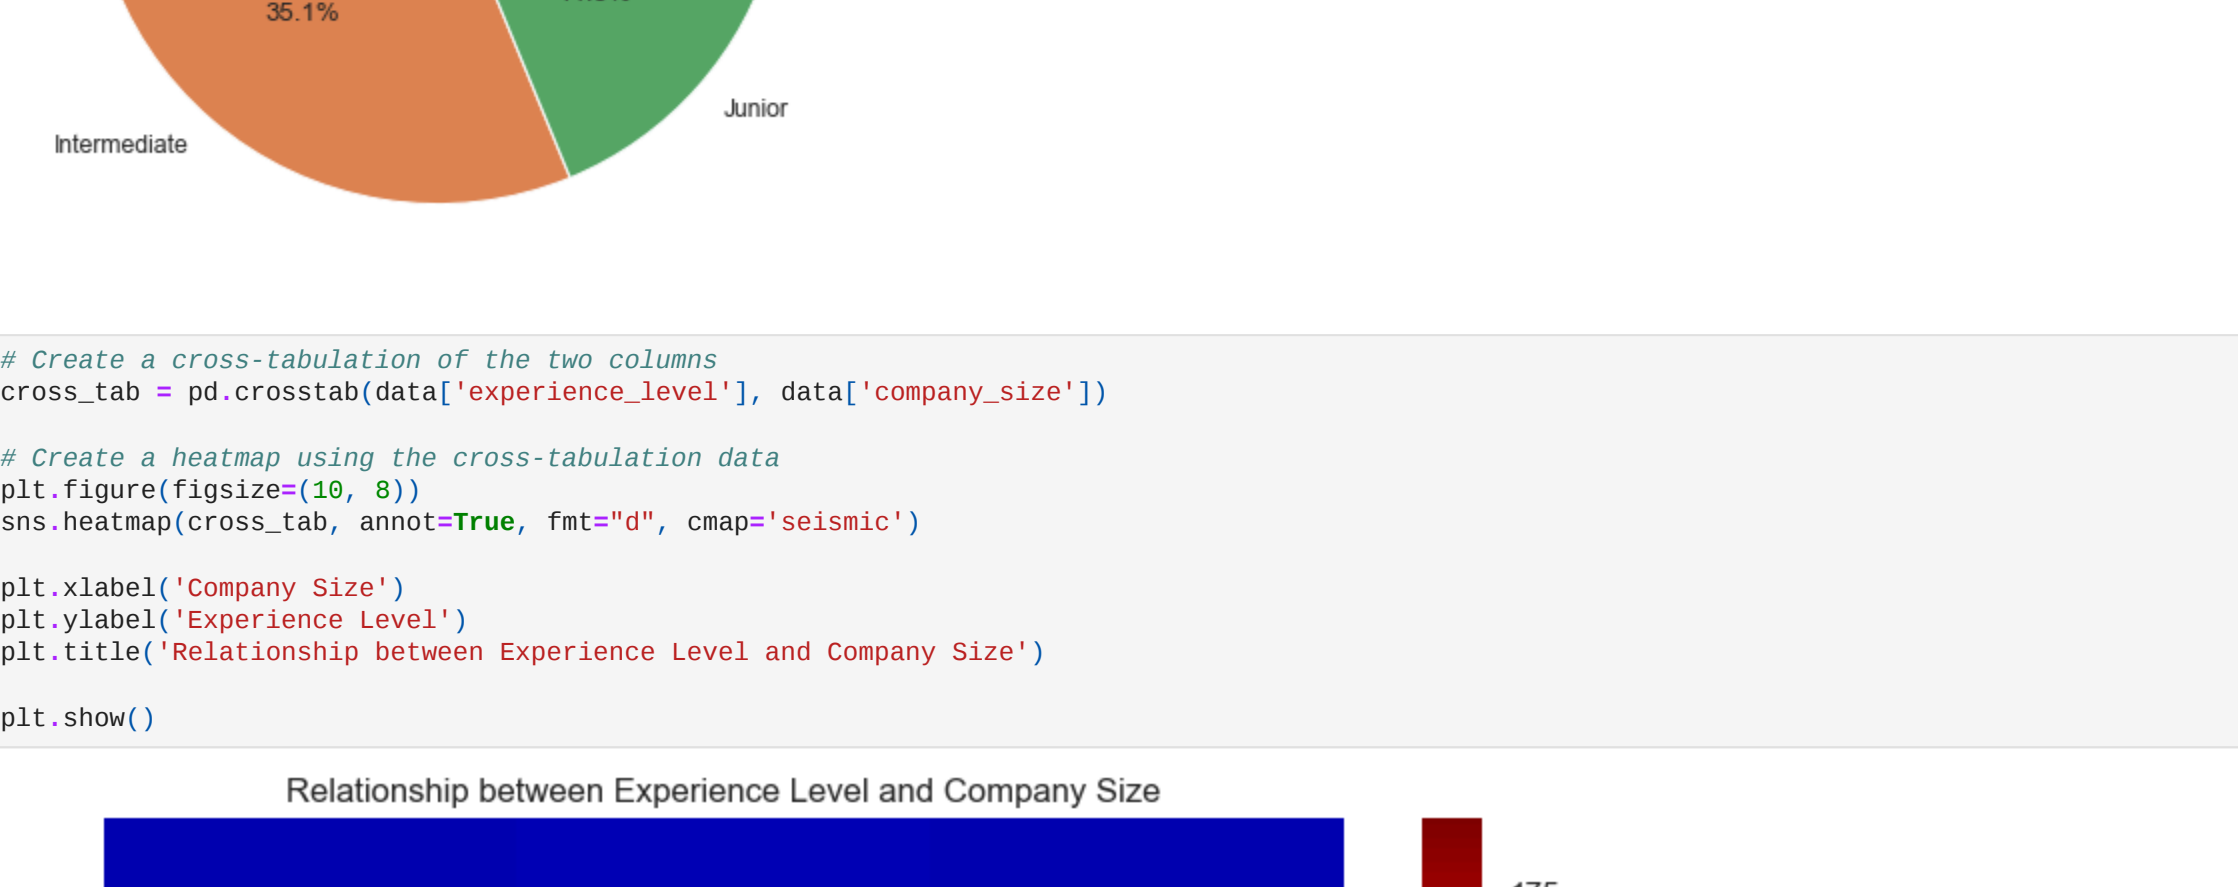 35.1%
Junior
Intermediate
# Create a cross-tabulation of the two columns
cross_tab = pd.crosstab(data['experience_level'], data['company_size'])
# Create a heatmap using the cross-tabulation data
plt.figure(figsize=(10, 8))
sns.heatmap(cross_tab, annot=True, fmt="d", cmap='seismic')
plt.xlabel('Company Size')
plt.ylabel('Experience Level')
plt.title('Relationship between Experience Level and Company Size')
plt.show()
Relationship between Experience Level and Company Size